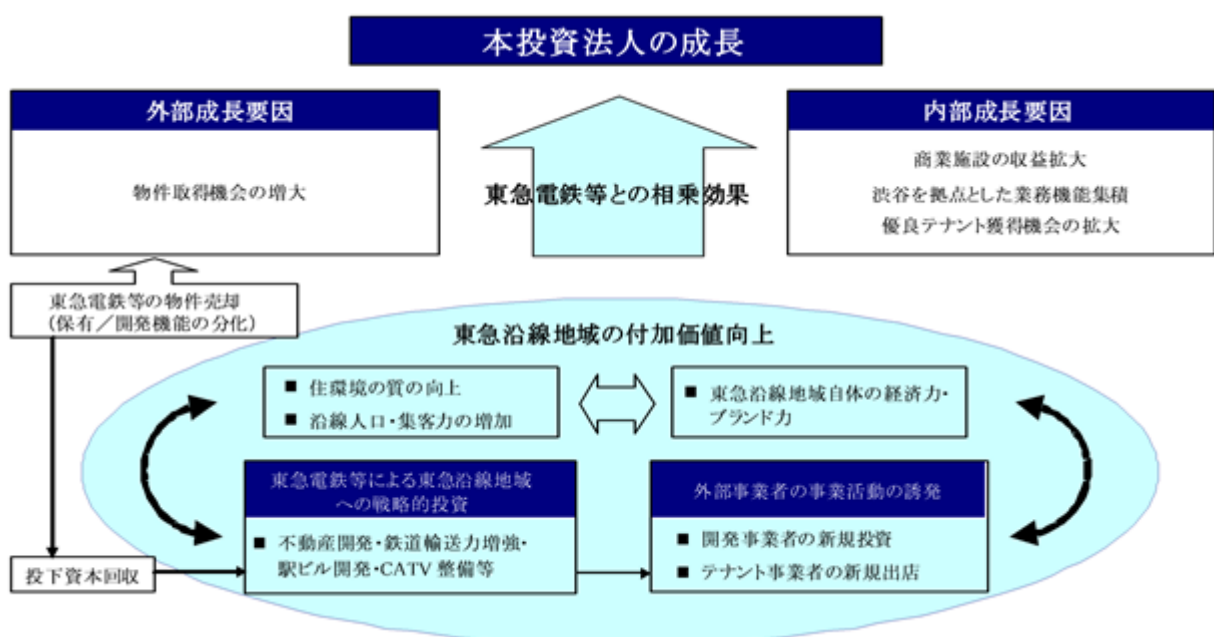 本投資法人の成長
外部成長要因
物件取得機会の増大
東急電鉄等との相乗効果
内部成長要因
商業施設の収益拡大
渋谷を拠点とした業務機能集積
優良テナント獲得機会の拡大
東急電鉄等の物件売却
(保有/開発機能の分化)
東急沿線地域の付加価値向上
■ 住環境の質の向上
■ 沿線人口・集客力の増加
■ 東急沿線地域自体の経済力・
ブランド力
東急電鉄等による東急沿線地域
への戦略的投資
■ 不動産開発・鉄道輸送力増強・
駅ビル開発・CATV 整備等
外部事業者の事業活動の誘発
■ 開発事業者の新規投資
■ テナント事業者の新規出店
投下資本回収